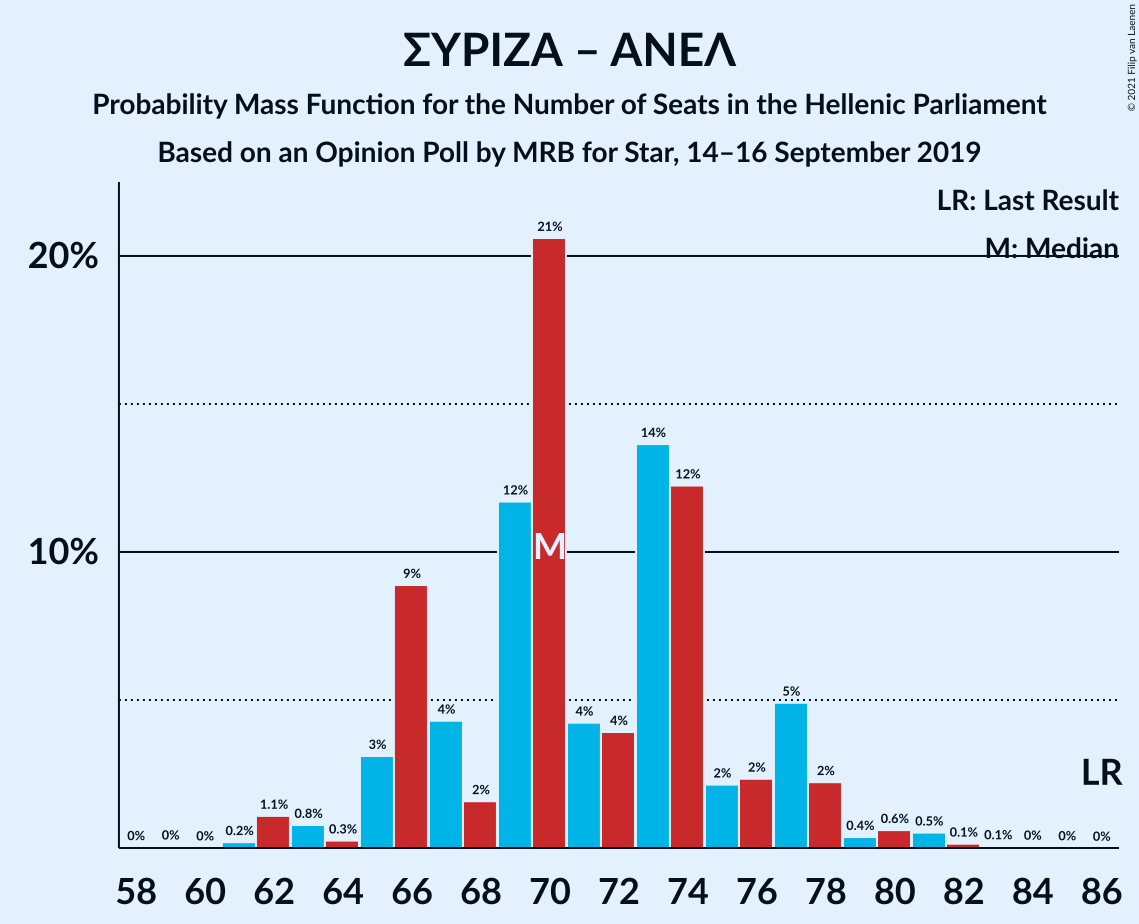 ΣΥΡΙΖΑ – ΑΝΕΛ
Probability Mass Function for the Number of Seats in the Hellenic Parliament
Based on an Opinion Poll by MRB for Star, 14–16 September 2019
© 2021 Filip van Laenen
LR: Last Result
M: Median
20%
10%
0% 0% 0% 0.2% 1.1% 0.8% 0.3% 3% 9% 4% 2% 12% 21% 4% 4% 14% 12% 2% 2% 5% 2% 0.4% 0.6% 0.5% 0.1% 0.1% 0% 0% 0%
M
LR
58 60 62 64 66 68 70 72 74 76 78 80 82 84 86